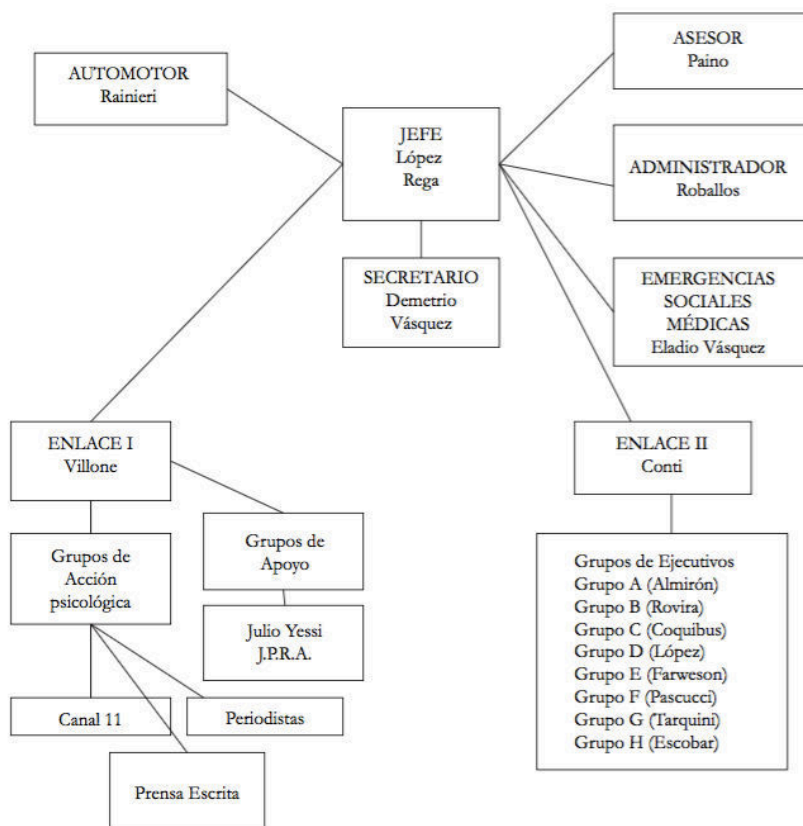 AUTOMOTOR
Rainieri
ASESOR
Paino
JEFE
López
Rega
ADMINISTRADOR
Roballos
SECRETARIO
Demetrio
Vásquez
EMERGENCIAS
SOCIALES
MÉDICAS
Eladio Vásquez
ENLACE I
Villone
ENLACE II
Conti
Grupos de
Acción
psicológica
Grupos de
Apoyo
Julio Yessi
J.P.R.A.
Canal 11
Periodistas
Prensa Escrita
Grupos de Ejecutivos
Grupo A (Almirón)
Grupo B (Rovira)
Grupo C (Coquibus)
Grupo D (López)
Grupo E (Farweson)
Grupo F (Pascucci)
Grupo G (Tarquini)
Grupo H (Escobar)